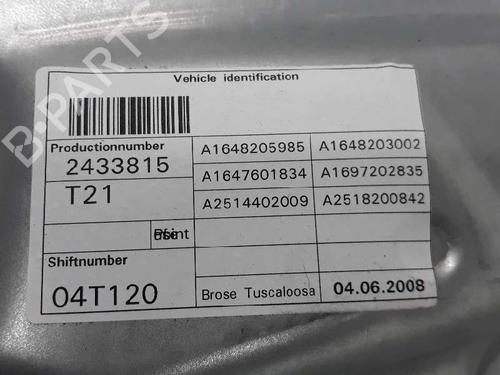 B-PARTS
Vehicle identification
Productionnumber
2433815
T21
Shiftnumber
04T120
A1648205985 A1648203002
A1647601834 A1697202835
A2514402009 A2518200842
Brose Tuscaloosa 04.06.2008